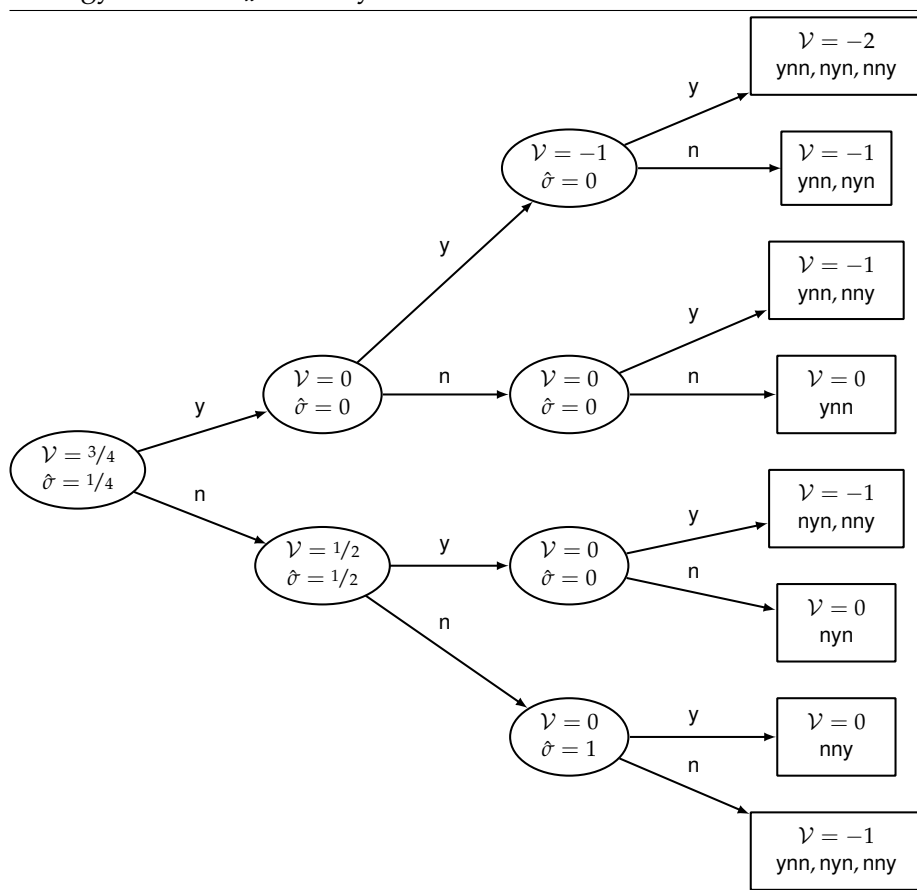 𝒱 = −2
ynn, nyn, nny
y
𝒱 = −1
σ̂ = 0
n
𝒱 = −1
ynn, nyn
y
𝒱 = −1
ynn, nny
y
𝒱 = 0
σ̂ = 0
n
𝒱 = 0
σ̂ = 0
n
𝒱 = 0
ynn
y
𝒱 = 3/4
σ̂ = 1/4
n
𝒱 = −1
nyn, nny
y
𝒱 = 1/2
σ̂ = 1/2
y
𝒱 = 0
σ̂ = 0
n
𝒱 = 0
nyn
n
𝒱 = 0
σ̂ = 1
y
𝒱 = 0
nny
n
𝒱 = −1
ynn, nyn, nny